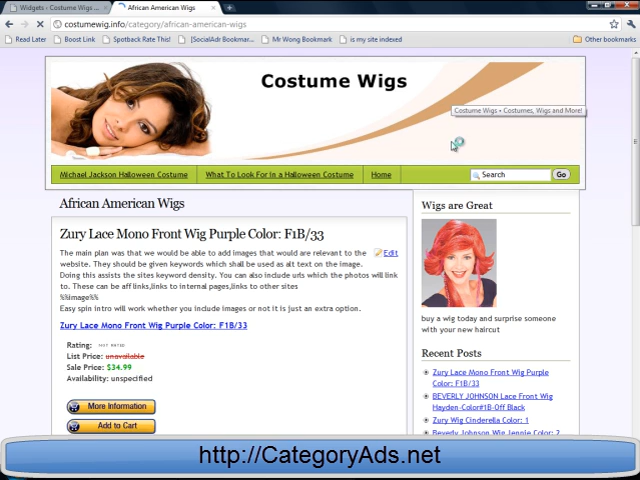 Widgets ‹ Costume Wigs ...
African American Wigs
costumewig.info/category/african-american-wigs
Read Later
Boost Link
Spotback Rate This!
[SocialAdr Bookmar...
Mr Wong Bookmark
is my site indexed
Other bookmarks
Costume Wigs
Costume Wigs • Costumes, Wigs and More!
Michael Jackson Halloween Costume
What To Look For in a Halloween Costume
Home
Search
Go
African American Wigs
Zury Lace Mono Front Wig Purple Color: F1B/33
The main plan was that we would be able to add images that would are relevant to the
Edit
website. They should be given keywords which shall be used as alt text on the image.
Doing this assists the sites keyword density. You can also include urls which the photos will link
to. These can be aff links,links to internal pages,links to other sites
%%image%%
Easy spin intro will work whether you include images or not it is just an extra option.
Zury Lace Mono Front Wig Purple Color: F1B/33
Rating: NOT RATED
List Price: unavailable
Sale Price: $34.99
Availability: unspecified
More Information
Add to Cart
Wigs are Great
buy a wig today and surprise someone
with your new haircut
Recent Posts
Zury Lace Mono Front Wig Purple
Color: F1B/33
BEVERLY JOHNSON Lace Front Wig
Hayden-Color#1B-Off Black
Zury Wig Cinderella Color: 1
Beverly Johnson Wig Jennie Color: 2
http://CategoryAds.net